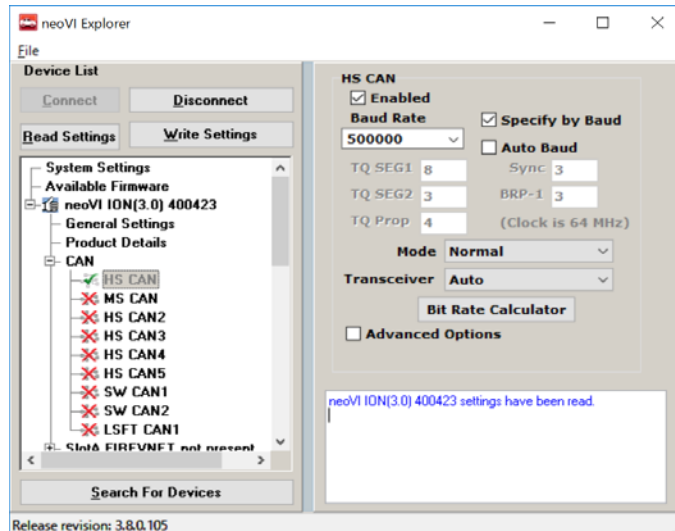 neoVI Explorer
File
Device List
Connect
Disconnect
Read Settings
Write Settings
System Settings
Available Firmware
neoVI ION(3.0) 400423
General Settings
Product Details
CAN
HS CAN
MS CAN
HS CAN2
HS CAN3
HS CAN4
HS CAN5
SW CAN1
SW CAN2
LSFT CAN1
SlotA FIREVNET not present
Search For Devices
Release revision: 3.8.0.105
HS CAN
Enabled
Baud Rate
500000
Specify by Baud
Auto Baud
TQ SEG1 8
Sync 3
TQ SEG2 3
BRP-1 3
TQ Prop 4
(Clock is 64 MHz)
Mode Normal
Transceiver Auto
Bit Rate Calculator
Advanced Options
neoVI ION(3.0) 400423 settings have been read.